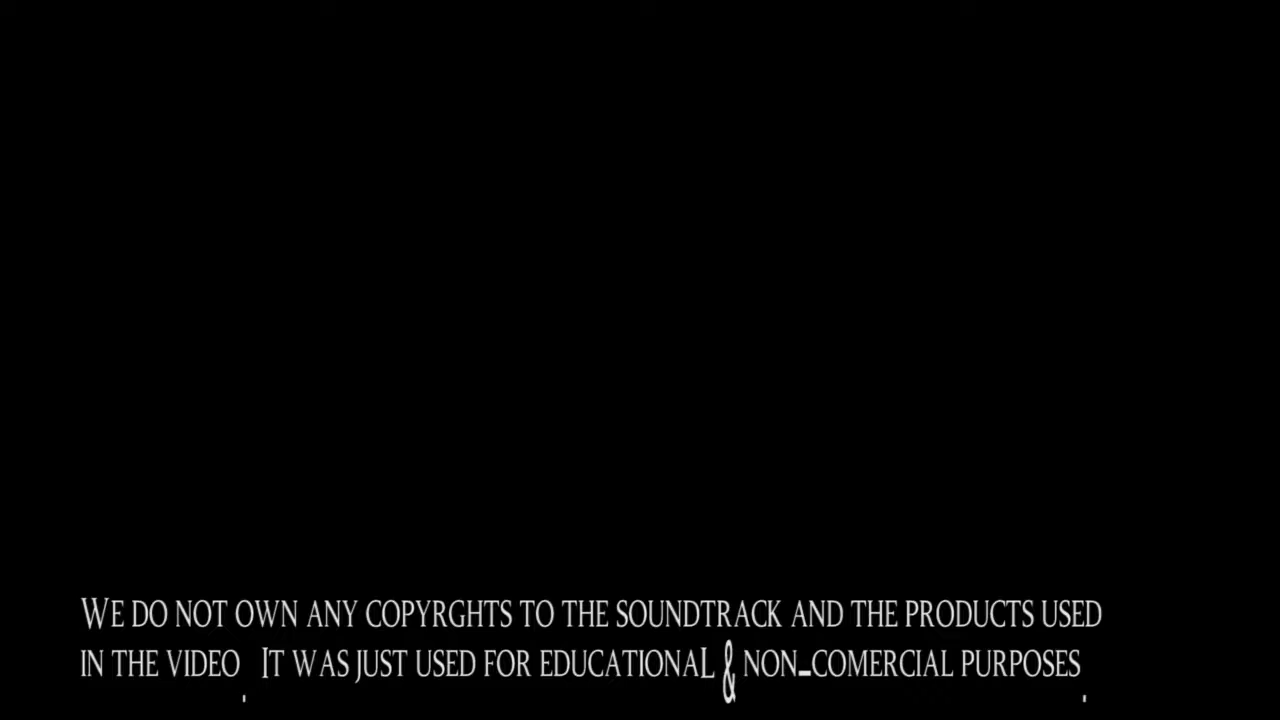 We do not own any copyrghts to the soundtrack and the products used
in the video. It was just used for educationaL & non-comercial purposes.